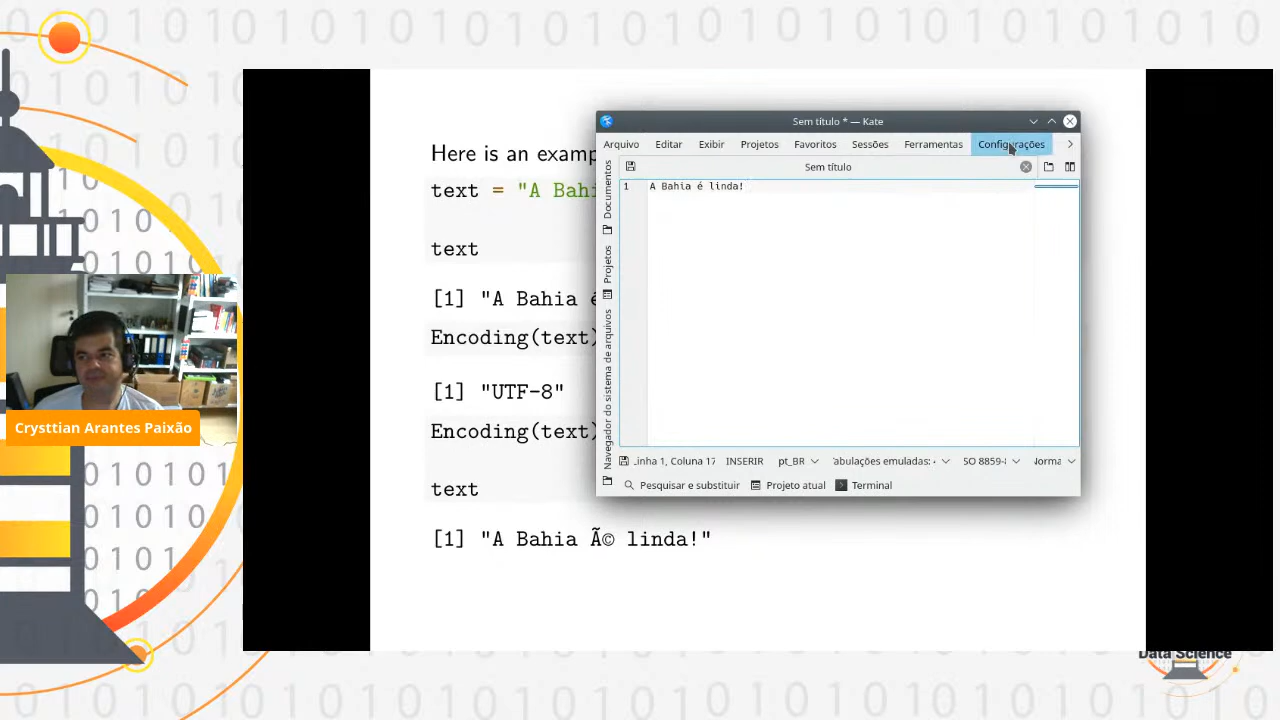 Here is an examp
text = "A Bahi
text
[1] "A Bahia é
Encoding(text)
[1] "UTF-8"
Encoding(text)
text
[1] "A Bahia Ã© linda!"
Sem título * — Kate
Arquivo Editar Exibir Projetos Favoritos Sessões Ferramentas Configurações
Sem título
1 A Bahia é linda!
Documentos
Projetos
Navegador do sistema de arquivos
Linha 1, Coluna 17 INSERIR pt_BR Tabulações emuladas: SO 8859-
Pesquisar e substituir Projeto atual Terminal
Crysttian Arantes Paixão
Data Science